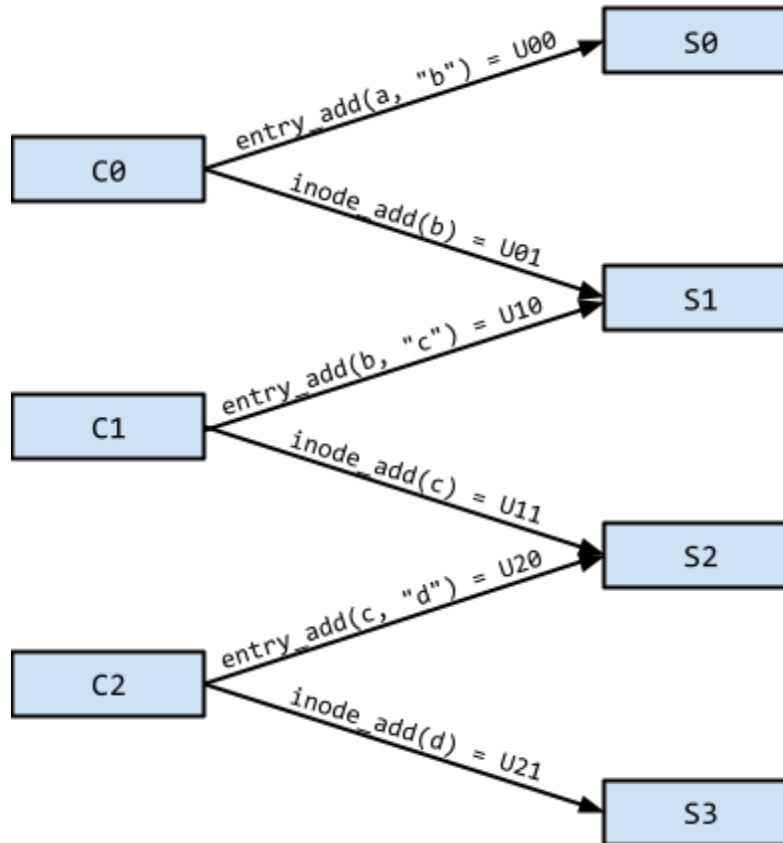 S0
entry_add(a, "b") = U00
C0
inode_add(b) = U01
S1
entry_add(b, "c") = U10
C1
inode_add(c) = U11
S2
entry_add(c, "d") = U20
C2
inode_add(d) = U21
S3